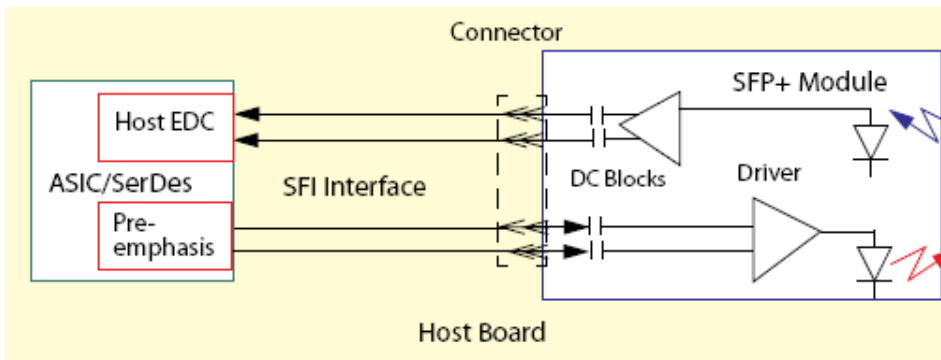 Connector
SFP+ Module
Host EDC
ASIC/SerDes
SFI Interface
DC Blocks
Driver
Pre-
emphasis
Host Board